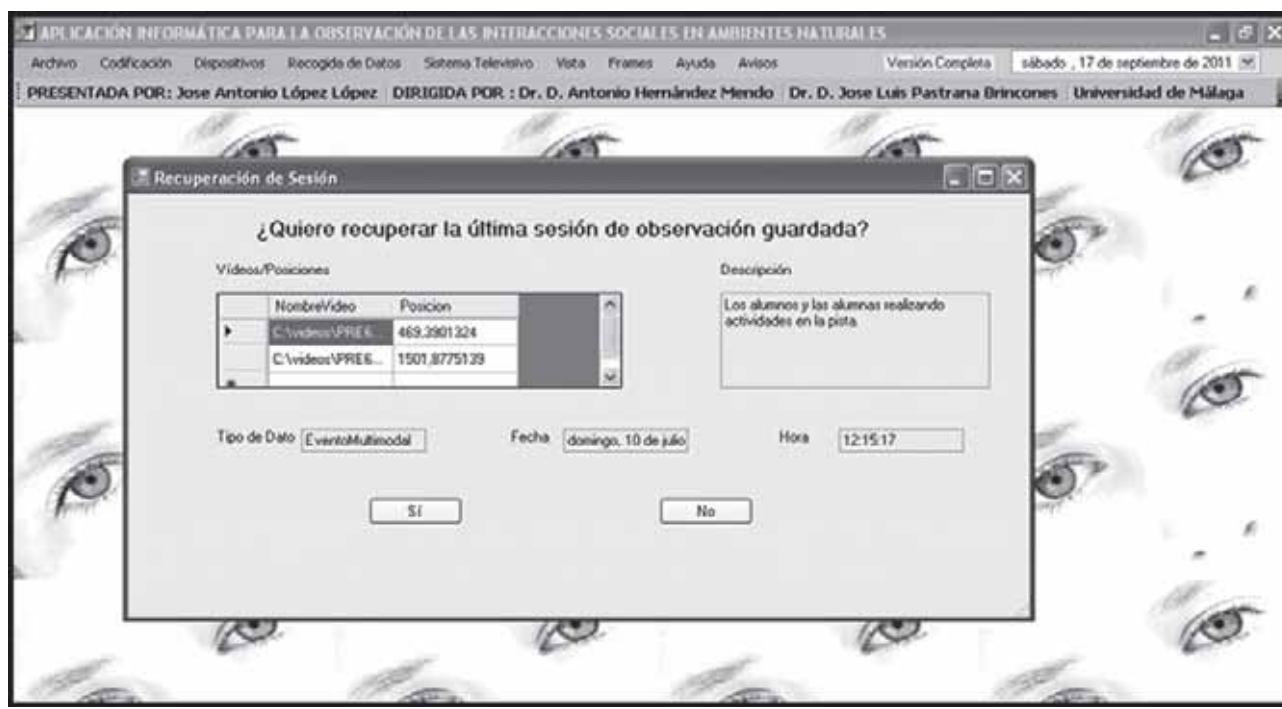 APLICACIÓN INFORMÁTICA PARA LA OBSERVACIÓN DE LAS INTERACCIONES SOCIALES EN AMBIENTES NATURALES
Archivo Codificación Dispositivos Recogida de Datos Sistema Televisivo Vista Frames Ayuda Avisos Versión Completa sábado , 17 de septiembre de 2011
PRESENTADA POR: Jose Antonio López López DIRIGIDA POR : Dr. D. Antonio Hernández Mendo Dr. D. Jose Luis Pastrana Brincones Universidad de Málaga
Recuperación de Sesión
¿Quiere recuperar la última sesión de observación guardada?
Vídeos/Posiciones Descripción
NombreVideo Posicion
C:\videos\PRE6... 469,3901324
C:\videos\PRE6... 1501,8775139
Los alumnos y las alumnas realizando
actividades en la pista.
Tipo de Dato EventoMultimodal Fecha domingo, 10 de julio Hora 12:15:17
Sí No